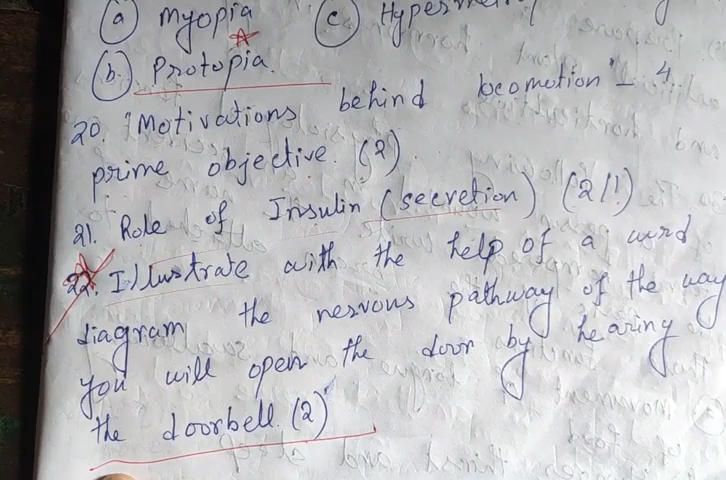 (a) Myopia (c) Hypermet
(b) Protopia.
20. Motivations behind locomotion - 4
prime objective. (2)
21. Role of Insulin (secretion) (2/1)
22. Illustrate with the help of a word
diagram the nervous pathway of the way
you will open the door by hearing
the doorbell. (2)